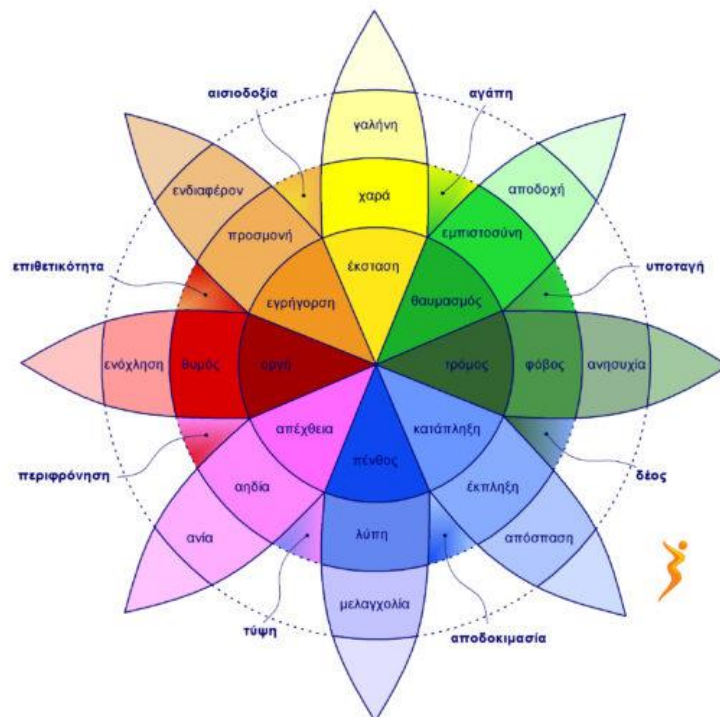 αισιοδοξία
αγάπη
γαλήνη
ενδιαφέρον
αποδοχή
χαρά
προσμονή
εμπιστοσύνη
επιθετικότητα
έκσταση
υποταγή
εγρήγορση
θαυμασμός
ενόχληση
θυμός
οργή
τρόμος
φόβος
ανησυχία
απέχθεια
κατάπληξη
πένθος
περιφρόνηση
δέος
αηδία
έκπληξη
ανία
λύπη
απόσπαση
μελαγχολία
τύψη
αποδοκιμασία